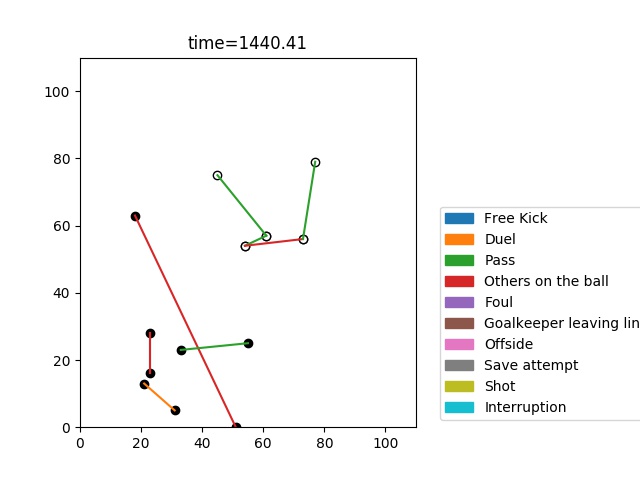 time=1440.41
100
80
60
40
20
0
0 20 40 60 80 100
Free Kick
Duel
Pass
Others on the ball
Foul
Goalkeeper leaving lin
Offside
Save attempt
Shot
Interruption